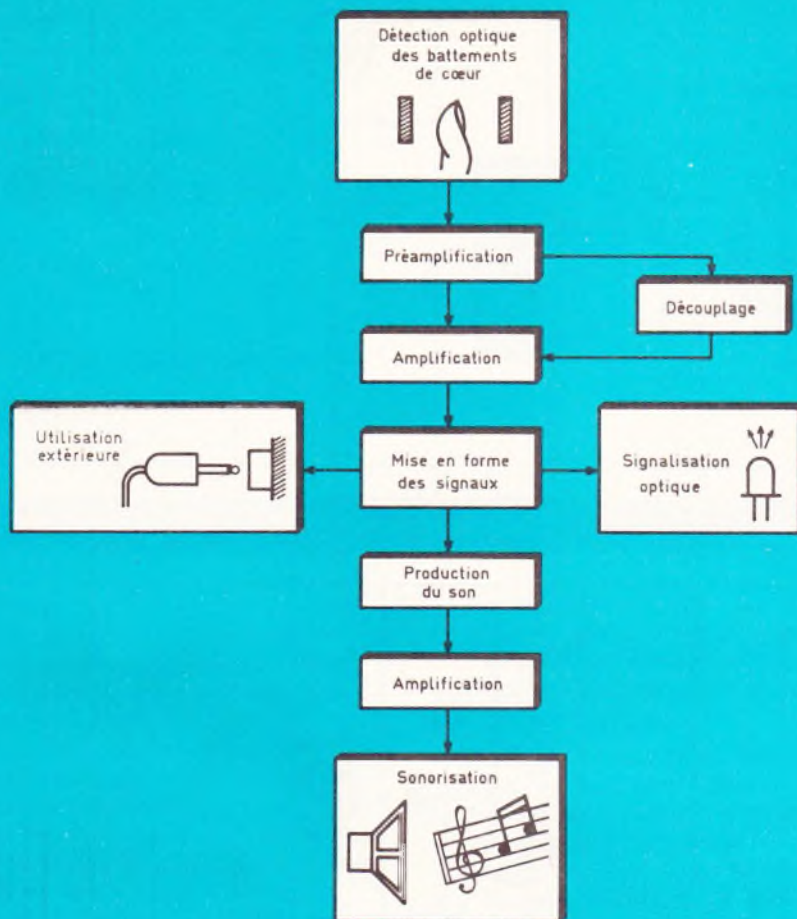 Détection optique
des battements
de cœur
Préamplification
Découplage
Amplification
Utilisation
extèrieure
Mise en forme
des signaux
Signalisation
optique
Production
du son
Amplification
Sonorisation